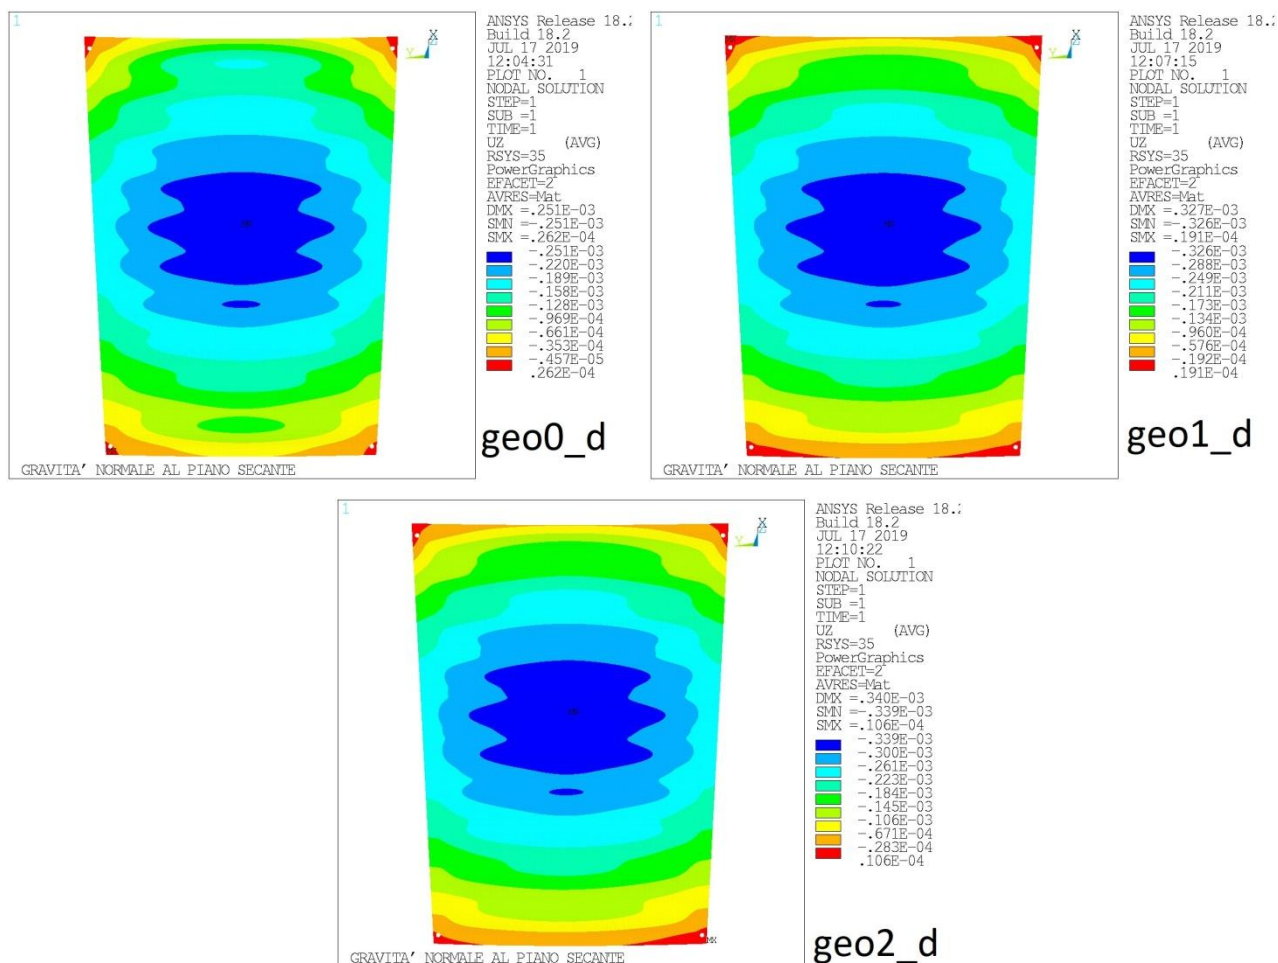 1
ANSYS Release 18.2
Build 18.2
JUL 17 2019
12:04:31
PLOT NO. 1
NODAL SOLUTION
STEP=1
SUB =1
TIME=1
UZ (AVG)
RSYS=35
PowerGraphics
EFACET=2
AVRES=Mat
DMX =.251E-03
SMN =-.251E-03
SMX =.262E-04
-.251E-03
-.220E-03
-.189E-03
-.158E-03
-.128E-03
-.969E-04
-.661E-04
-.353E-04
-.457E-05
.262E-04
X
Y
Z
MN
geo0_d
GRAVITA' NORMALE AL PIANO SECANTE
1
ANSYS Release 18.2
Build 18.2
JUL 17 2019
12:07:15
PLOT NO. 1
NODAL SOLUTION
STEP=1
SUB =1
TIME=1
UZ (AVG)
RSYS=35
PowerGraphics
EFACET=2
AVRES=Mat
DMX =.327E-03
SMN =-.326E-03
SMX =.191E-04
-.326E-03
-.288E-03
-.249E-03
-.211E-03
-.173E-03
-.134E-03
-.960E-04
-.576E-04
-.192E-04
.191E-04
X
Y
Z
MN
geo1_d
GRAVITA' NORMALE AL PIANO SECANTE
1
ANSYS Release 18.2
Build 18.2
JUL 17 2019
12:10:22
PLOT NO. 1
NODAL SOLUTION
STEP=1
SUB =1
TIME=1
UZ (AVG)
RSYS=35
PowerGraphics
EFACET=2
AVRES=Mat
DMX =.340E-03
SMN =-.339E-03
SMX =.106E-04
-.339E-03
-.300E-03
-.261E-03
-.223E-03
-.184E-03
-.145E-03
-.106E-03
-.671E-04
-.283E-04
.106E-04
X
Y
Z
MN
MX
geo2_d
GRAVITA' NORMALE AL PIANO SECANTE